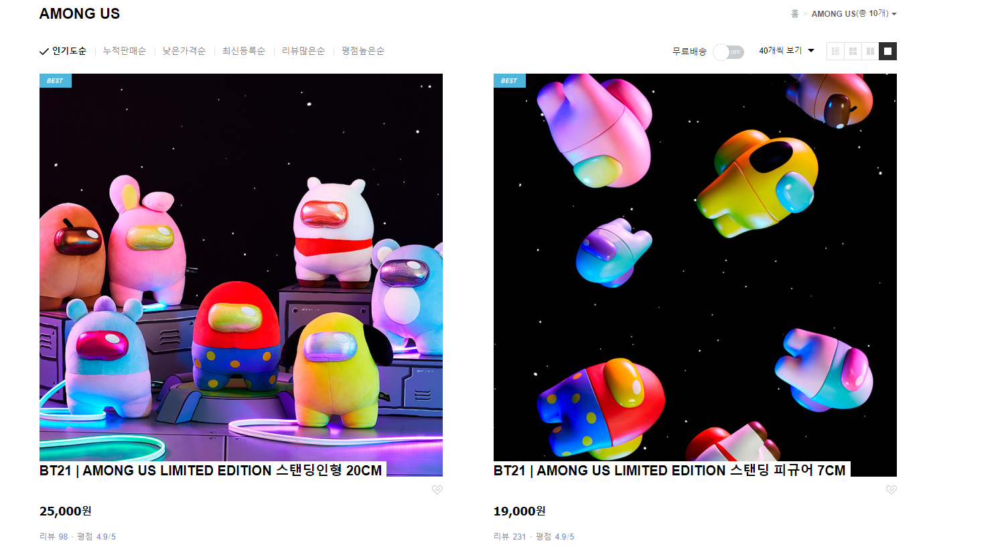 AMONG US
홈 > AMONG US(총 10개)
인기도순 누적판매순 낮은가격순 최신등록순 리뷰많은순 평점높은순
무료배송 OFF 40개씩 보기
BEST
BEST
BT21 | AMONG US LIMITED EDITION 스탠딩인형 20CM
25,000원
리뷰 98 · 평점 4.9/5
BT21 | AMONG US LIMITED EDITION 스탠딩 피규어 7CM
19,000원
리뷰 231 · 평점 4.9/5